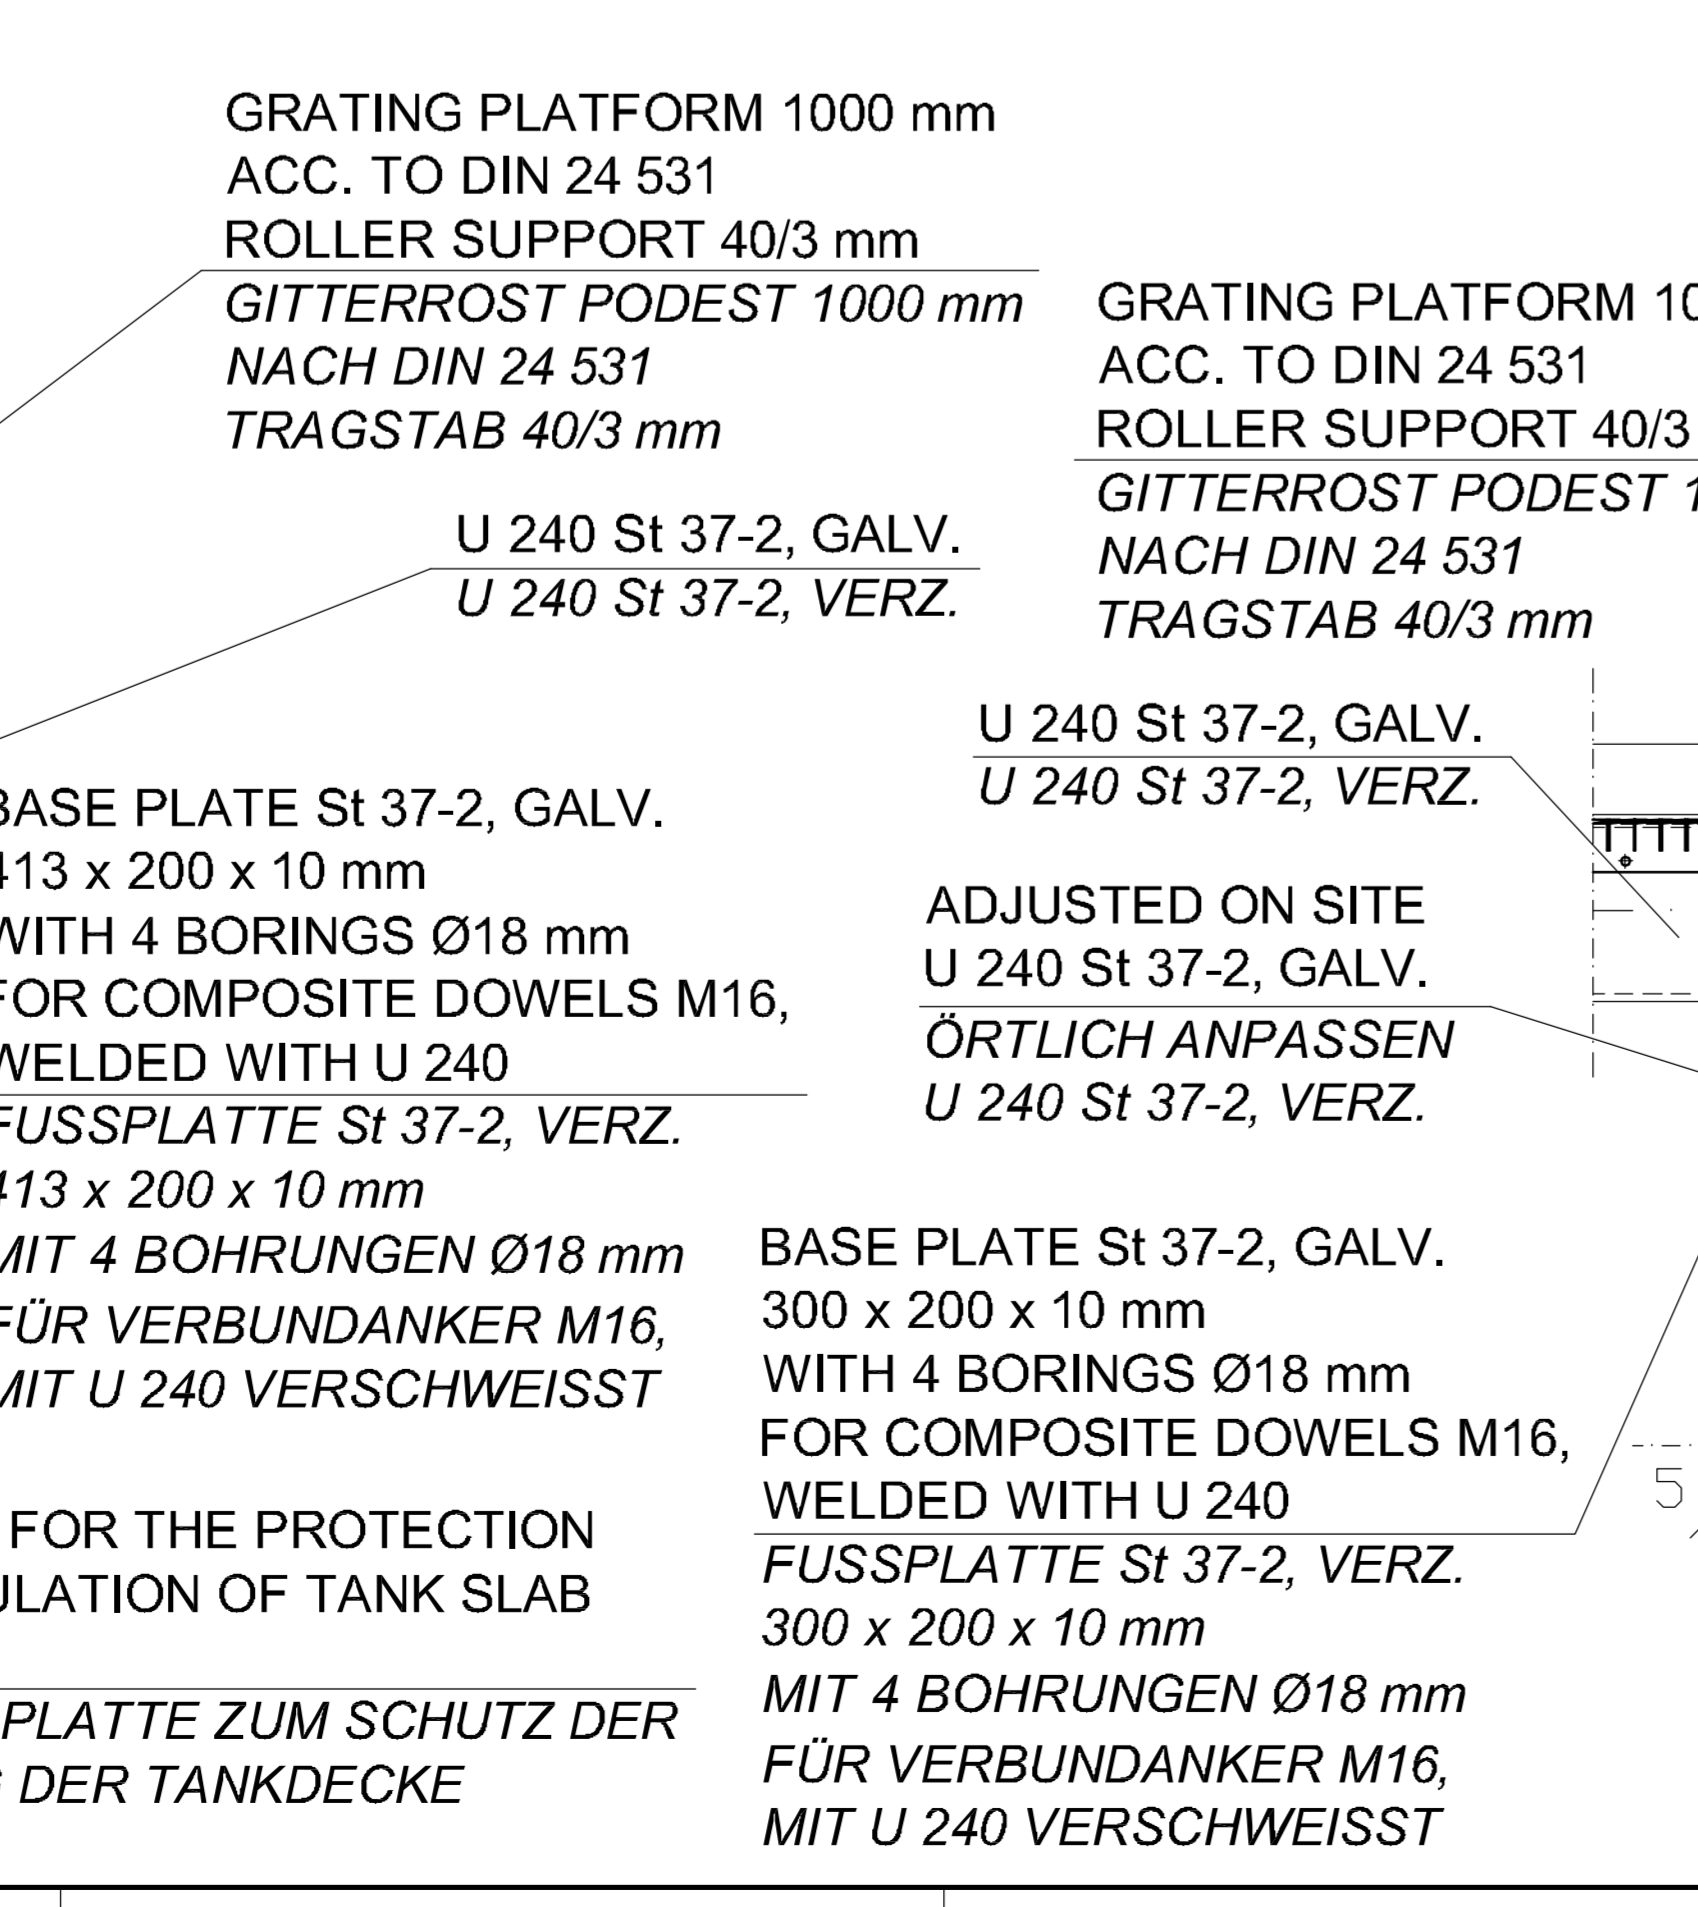 GRATING PLATFORM 1000 mm
ACC. TO DIN 24 531
ROLLER SUPPORT 40/3 mm
GITTERROST PODEST 1000 mm
NACH DIN 24 531
TRAGSTAB 40/3 mm
GRATING PLATFORM
ACC. TO DIN 24 531
ROLLER SUPPORT 40/3
GITTERROST PODEST
NACH DIN 24 531
TRAGSTAB 40/3 mm
U 240 St 37-2, GALV.
U 240 St 37-2, VERZ.
U 240 St 37-2, GALV.
U 240 St 37-2, VERZ.
ADJUSTED ON SITE
U 240 St 37-2, GALV.
ÖRTLICH ANPASSEN
U 240 St 37-2, VERZ.
BASE PLATE St 37-2, GALV.
413 x 200 x 10 mm
WITH 4 BORINGS Ø18 mm
FOR COMPOSITE DOWELS M16,
WELDED WITH U 240
FUSSPLATTE St 37-2, VERZ.
413 x 200 x 10 mm
MIT 4 BOHRUNGEN Ø18 mm
FÜR VERBUNDANKER M16,
MIT U 240 VERSCHWEISST
FOR THE PROTECTION
ULATION OF TANK SLAB
PLATTE ZUM SCHUTZ DER
DER TANKDECKE
BASE PLATE St 37-2, GALV.
300 x 200 x 10 mm
WITH 4 BORINGS Ø18 mm
FOR COMPOSITE DOWELS M16,
WELDED WITH U 240
FUSSPLATTE St 37-2, VERZ.
300 x 200 x 10 mm
MIT 4 BOHRUNGEN Ø18 mm
FÜR VERBUNDANKER M16,
MIT U 240 VERSCHWEISST
5